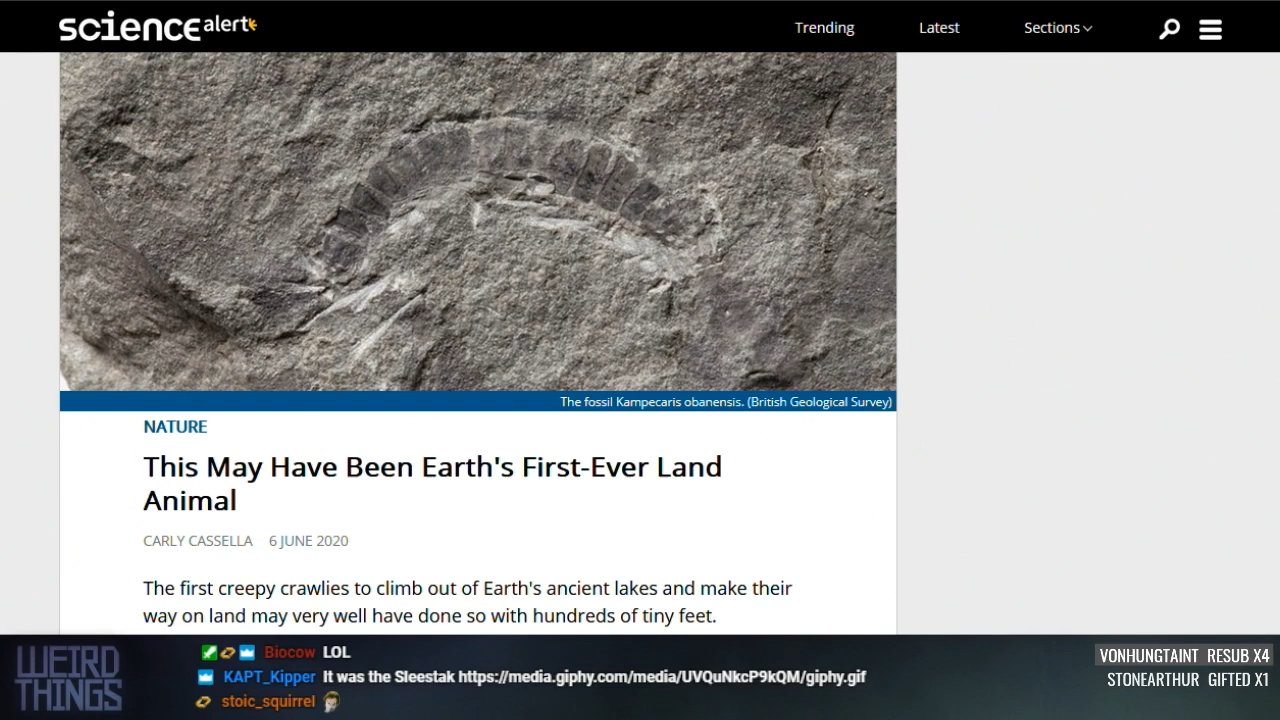 sciencealert
Trending
Latest
Sections
The fossil Kampecaris obanensis. (British Geological Survey)
NATURE
This May Have Been Earth's First-Ever Land
Animal
CARLY CASSELLA 6 JUNE 2020
The first creepy crawlies to climb out of Earth's ancient lakes and make their
way on land may very well have done so with hundreds of tiny feet.
WEIRD
THINGS
Biocow LOL
KAPT_Kipper It was the Sleestak https://media.giphy.com/media/UVQuNkcP9kQM/giphy.gif
stoic_squirrel
VONHUNGTAINT RESUB X4
STONEARTHUR GIFTED X1